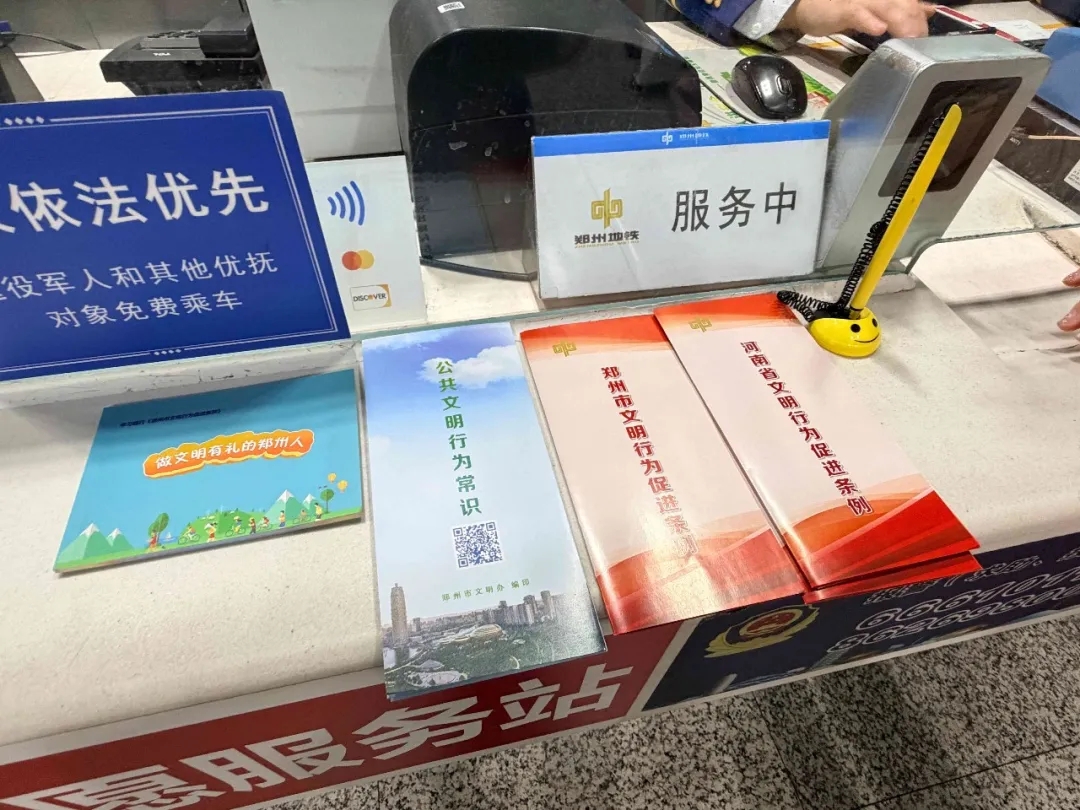 依法优先
役军人和其他优抚
对象免费乘车
DISCOVER
郑州地铁
服务中
做文明有礼的郑州人
公共文明行为常识
郑州市文明办 编印
郑州市文明行为促进条例
河南省文明行为促进条例
愿服务站